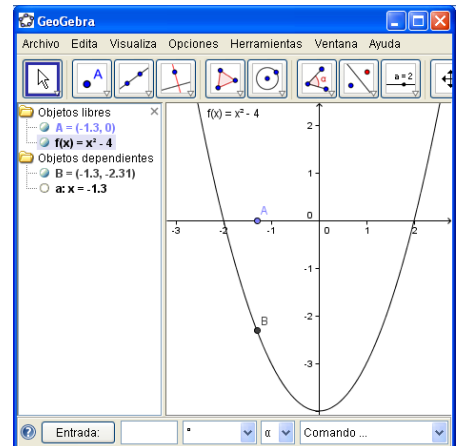 GeoGebra
Archivo Edita Visualiza Opciones Herramientas Ventana Ayuda
A α a = 2
Objetos libres
A = (-1.3, 0)
f(x) = x² - 4
Objetos dependientes
B = (-1.3, -2.31)
a: x = -1.3
f(x) = x² - 4
2
1
A
0
-3 -2 -1 0 1 2
-1
-2
B
-3
Entrada: ° α Comando ...